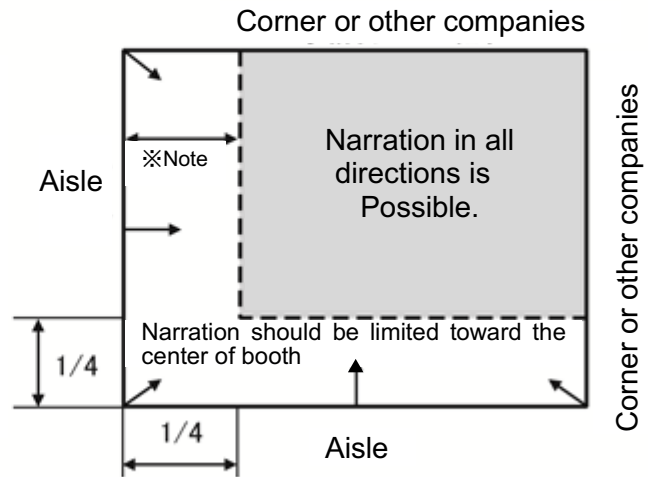 Corner or other companies
Narration in all
directions is
Possible.
※Note
Aisle
Corner or other companies
Narration should be limited toward the
center of booth
1/4
1/4
Aisle